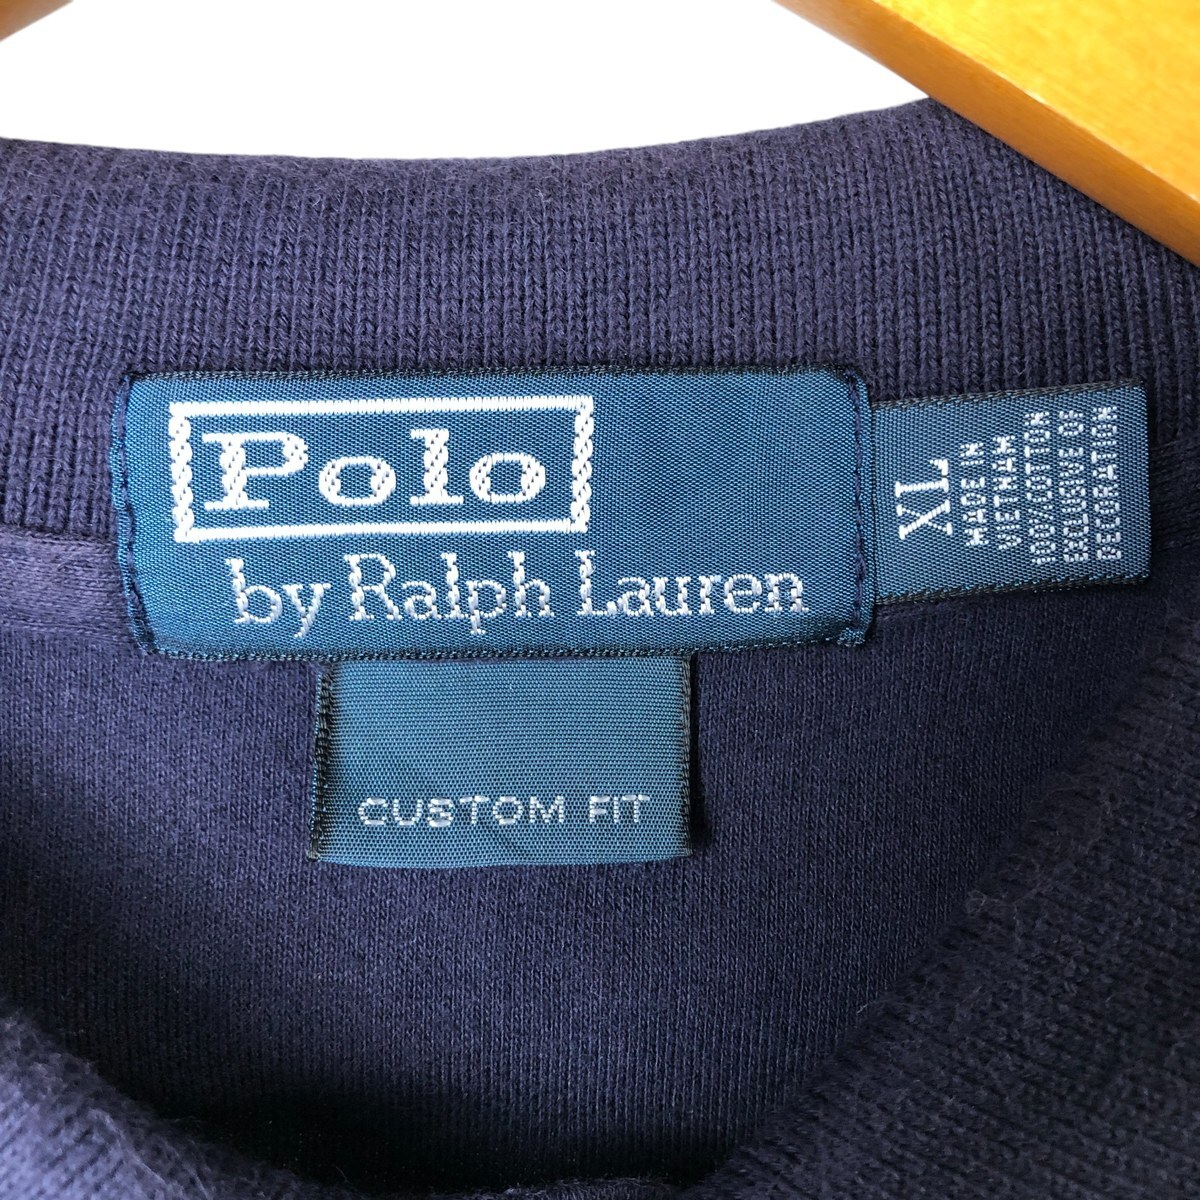 Polo
by Ralph Lauren
XL
MADE IN
VIETNAM
100%COTTON
EXCLUSIVE OF
DECORATION
CUSTOM FIT